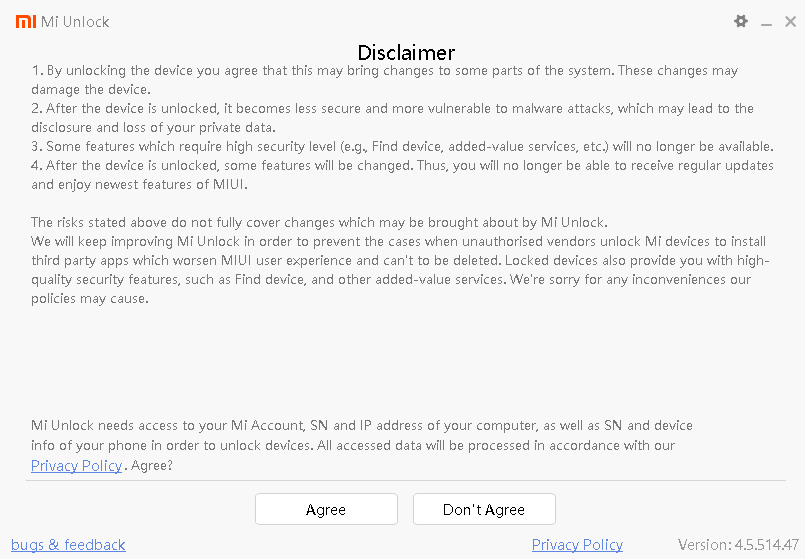 mi Mi Unlock
Disclaimer
1. By unlocking the device you agree that this may bring changes to some parts of the system. These changes may
damage the device.
2. After the device is unlocked, it becomes less secure and more vulnerable to malware attacks, which may lead to the
disclosure and loss of your private data.
3. Some features which require high security level (e.g., Find device, added-value services, etc.) will no longer be available.
4. After the device is unlocked, some features will be changed. Thus, you will no longer be able to receive regular updates
and enjoy newest features of MIUI.
The risks stated above do not fully cover changes which may be brought about by Mi Unlock.
We will keep improving Mi Unlock in order to prevent the cases when unauthorised vendors unlock Mi devices to install
third party apps which worsen MIUI user experience and can't to be deleted. Locked devices also provide you with high-
quality security features, such as Find device, and other added-value services. We're sorry for any inconveniences our
policies may cause.
Mi Unlock needs access to your Mi Account, SN and IP address of your computer, as well as SN and device
info of your phone in order to unlock devices. All accessed data will be processed in accordance with our
Privacy Policy. Agree?
Agree Don't Agree
bugs & feedback Privacy Policy Version: 4.5.514.47